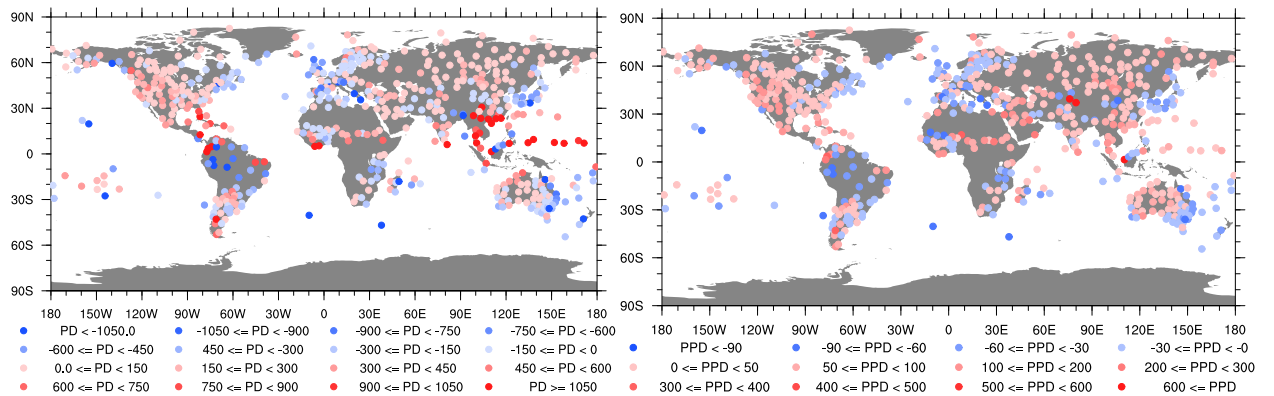 90N 90N
60N 60N
30N 30N
0 0
30S 30S
60S 60S
90S 90S
180 150W 120W 90W 60W 30W 0 30E 60E 90E 120E 150E 180
180 150W 120W 90W 60W 30W 0 30E 60E 90E 120E 150E 180
PD < -1050.0 -1050 <= PD < -900 -900 <= PD < -750 -750 <= PD < -600
-600 <= PD < -450 450 <= PD < -300 -300 <= PD < -150 -150 <= PD < 0
0.0 <= PD < 150 150 <= PD < 300 300 <= PD < 450 450 <= PD < 600
600 <= PD < 750 750 <= PD < 900 900 <= PD < 1050 PD >= 1050
PPD < -90 -90 <= PPD < -60 -60 <= PPD < -30 -30 <= PPD < -0
0 <= PPD < 50 50 <= PPD < 100 100 <= PPD < 200 200 <= PPD < 300
300 <= PPD < 400 400 <= PPD < 500 500 <= PPD < 600 600 <= PPD